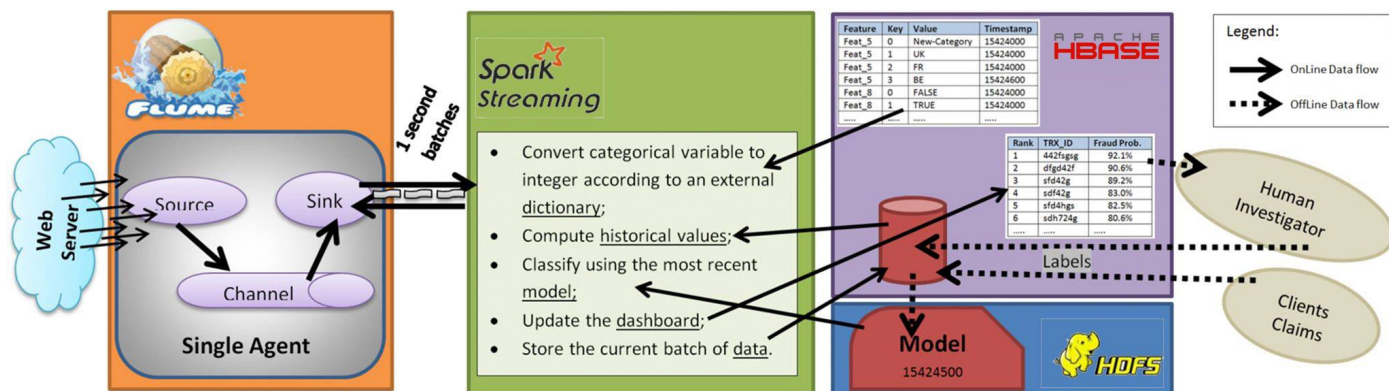 Web
Server
FLUME
Source
Sink
Channel
Single Agent
1 second
batches
Spark
Streaming
• Convert categorical variable to
integer according to an external
dictionary;
• Compute historical values;
• Classify using the most recent
model;
• Update the dashboard;
• Store the current batch of data.
Feature Key Value Timestamp
Feat_5 0 New-Category 15424000
Feat_5 1 UK 15424000
Feat_5 2 FR 15424000
Feat_5 3 BE 15424600
Feat_8 0 FALSE 15424000
Feat_8 1 TRUE 15424000
..... ..... ..... .....
APACHE
HBASE
Rank TRX_ID Fraud Prob.
1 442fsgsg 92.1%
2 dfgd42f 90.6%
3 sfd42g 89.2%
4 sdf42g 83.0%
5 sfd4hgs 82.5%
6 sdh724g 80.6%
..... ..... .....
Labels
Model
15424500
HDFS
Legend:
OnLine Data flow
OffLine Data flow
Human
Investigator
Clients
Claims